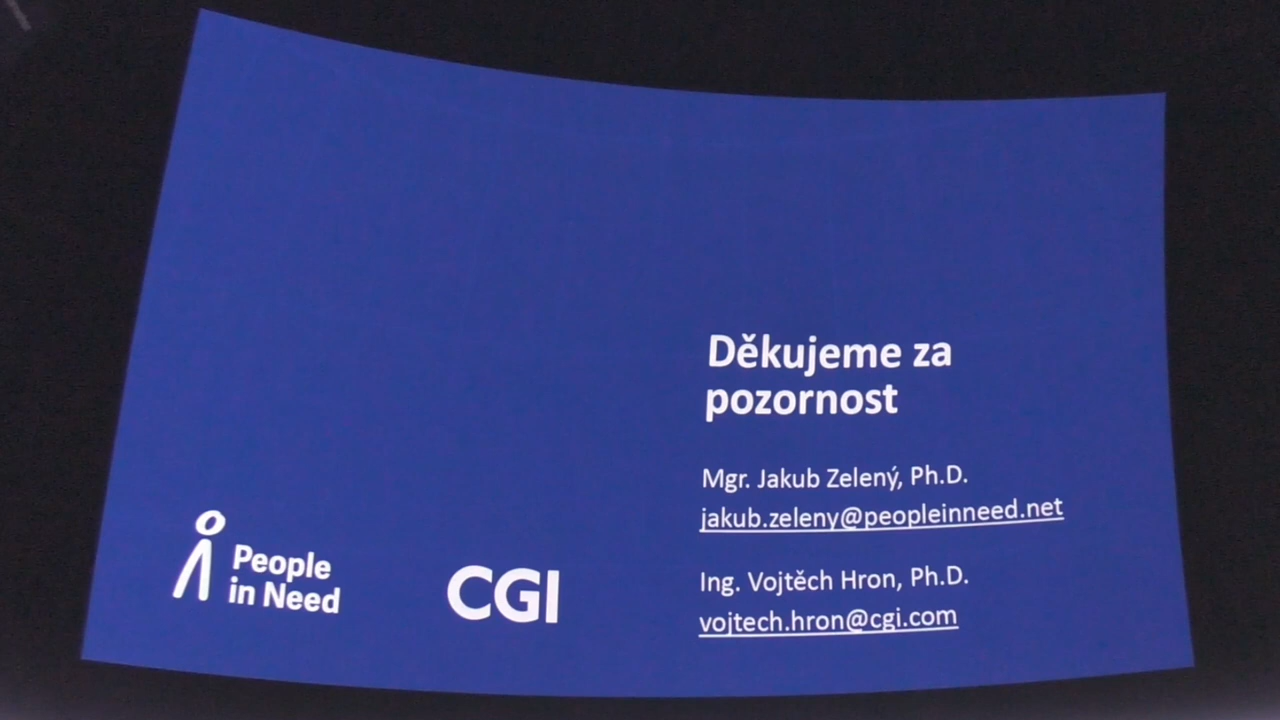 Děkujeme za
pozornost
Mgr. Jakub Zelený, Ph.D.
jakub.zeleny@peopleinneed.net
Ing. Vojtěch Hron, Ph.D.
vojtech.hron@cgi.com
People
in Need
CGI